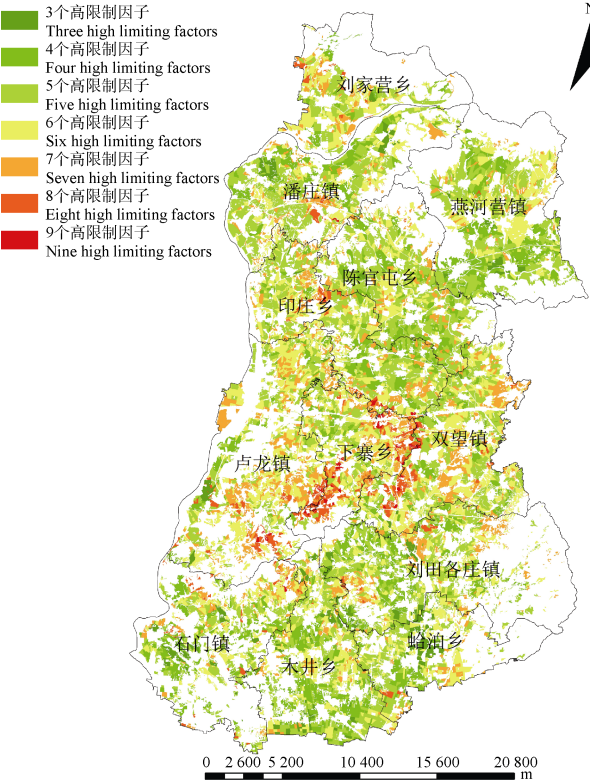 3个高限制因子
Three high limiting factors
4个高限制因子
Four high limiting factors
5个高限制因子
Five high limiting factors
6个高限制因子
Six high limiting factors
7个高限制因子
Seven high limiting factors
8个高限制因子
Eight high limiting factors
9个高限制因子
Nine high limiting factors
N
刘家营乡
潘庄镇
燕河营镇
陈官屯乡
印庄乡
双望镇
下寨乡
卢龙镇
刘田各庄镇
石门镇
蛤泊乡
木井乡
0 2 600 5 200 10 400 15 600 20 800
m